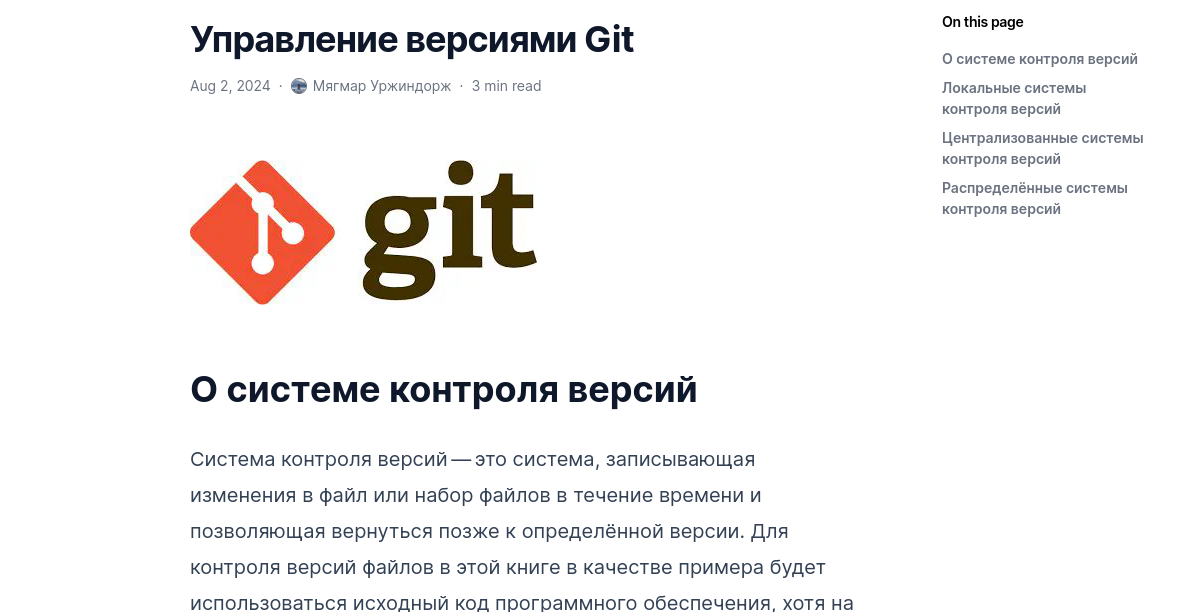 Управление версиями Git
Aug 2, 2024 · Мягмар Уржиндорж · 3 min read
git
О системе контроля версий
Система контроля версий — это система, записывающая
изменения в файл или набор файлов в течение времени и
позволяющая вернуться позже к определённой версии. Для
контроля версий файлов в этой книге в качестве примера будет
использоваться исходный код программного обеспечения, хотя на
On this page
О системе контроля версий
Локальные системы
контроля версий
Централизованные системы
контроля версий
Распределённые системы
контроля версий